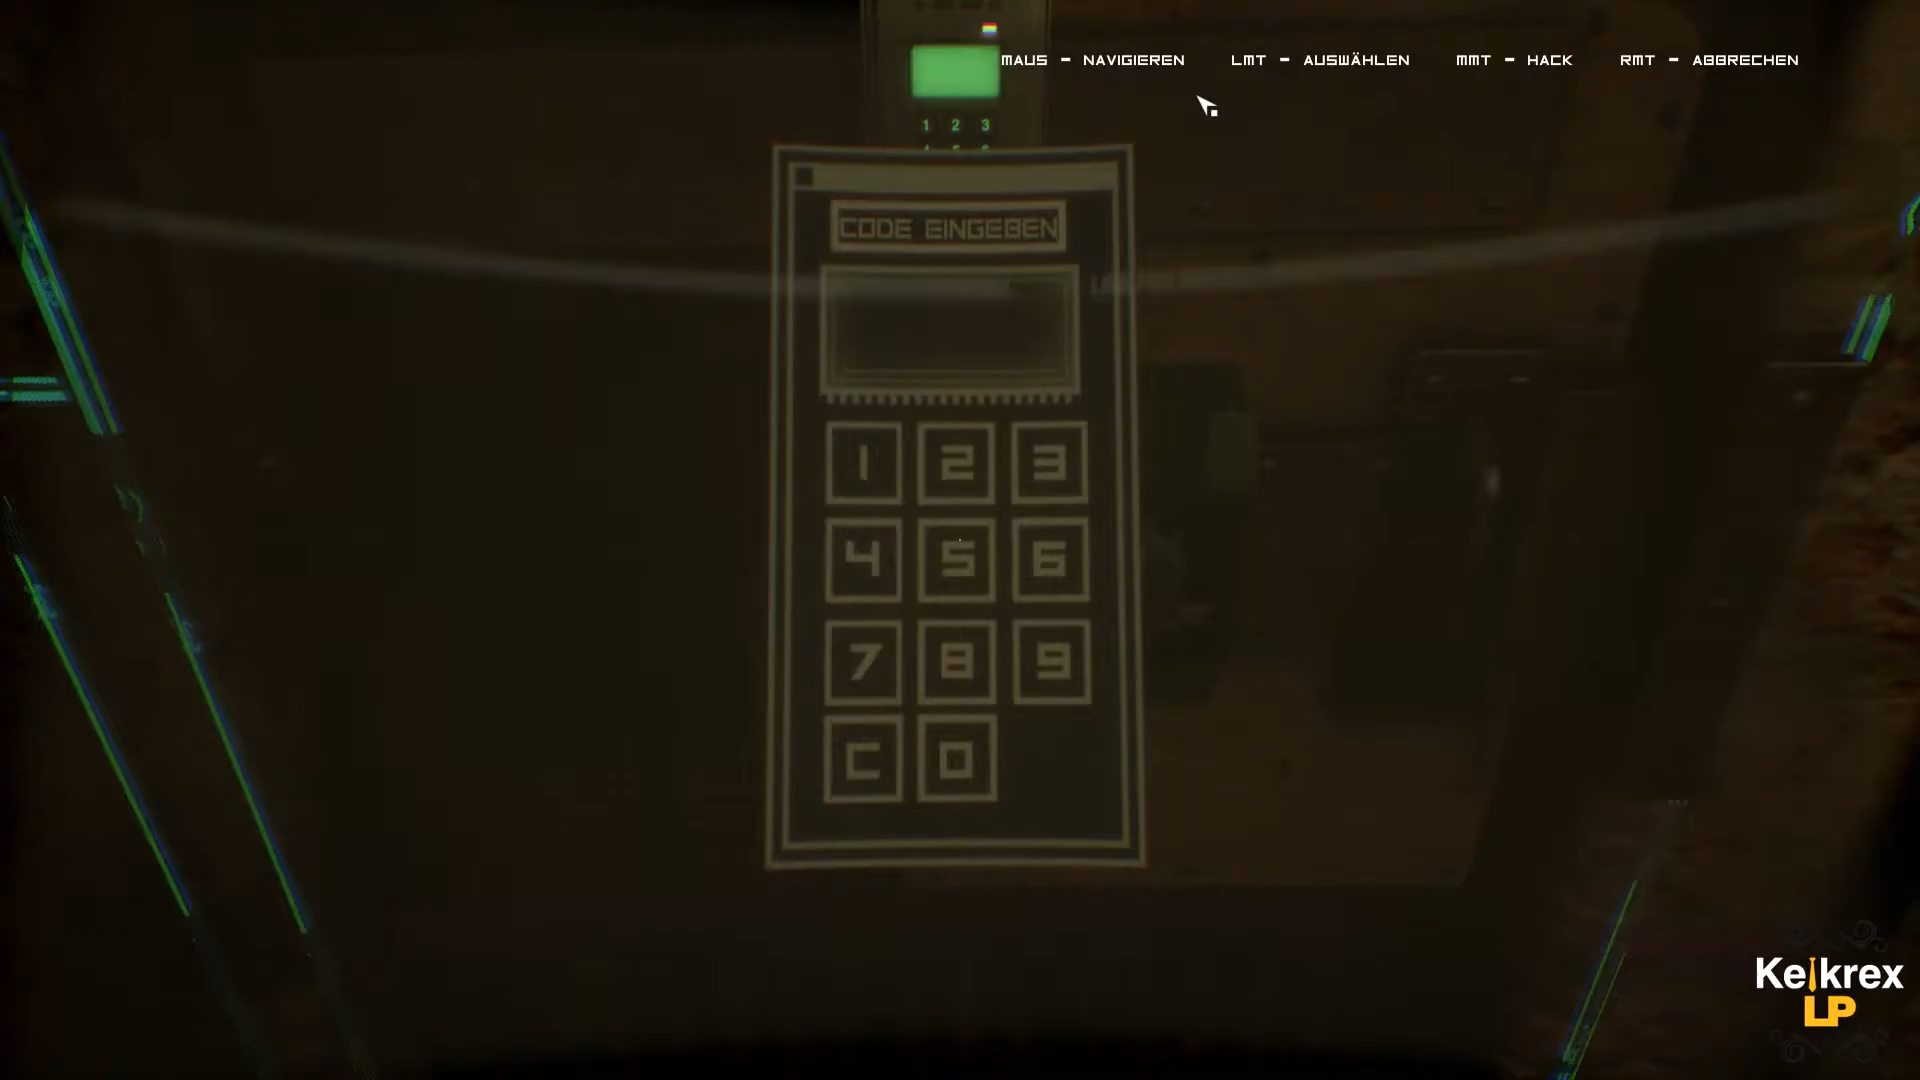 MAUS - NAVIGIEREN LMT - AUSWÄHLEN MMT - HACK RMT - ABBRECHEN
1 2 3
CODE EINGEBEN
1 2 3
4 5 6
7 8 9
C 0
Keikrex
LP